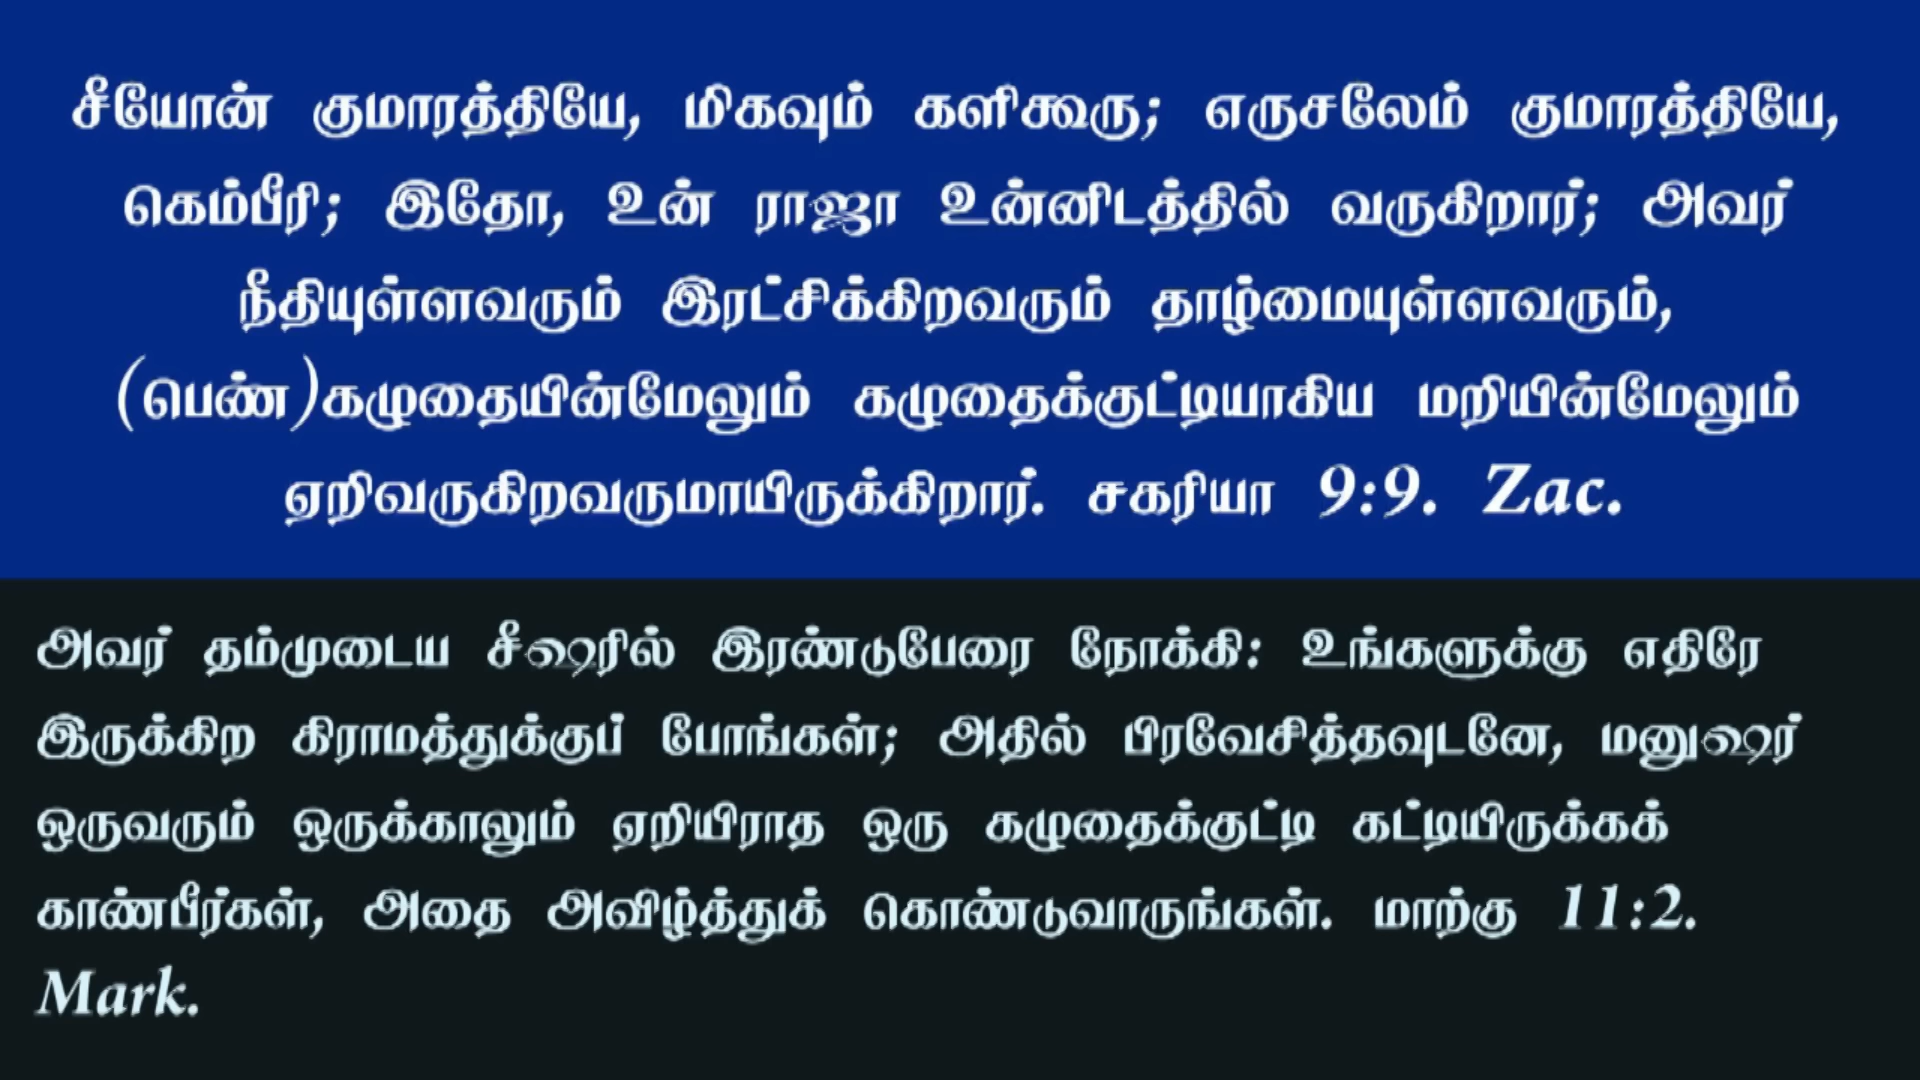 சீயோன் குமாரத்தியே, மிகவும் களிகூரு; எருசலேம் குமாரத்தியே,
கெம்பீரி; இதோ, உன் ராஜா உன்னிடத்தில் வருகிறார்; அவர்
நீதியுள்ளவரும் இரட்சிக்கிறவரும் தாழ்மையுள்ளவரும்,
(பெண்)கழுதையின்மேலும் கழுதைக்குட்டியாகிய மறியின்மேலும்
ஏறிவருகிறவருமாயிருக்கிறார். சகரியா 9:9. Zac.
அவர் தம்முடைய சீஷரில் இரண்டுபேரை நோக்கி: உங்களுக்கு எதிரே
இருக்கிற கிராமத்துக்குப் போங்கள்; அதில் பிரவேசித்தவுடனே, மனுஷர்
ஒருவரும் ஒருக்காலும் ஏறியிராத ஒரு கழுதைக்குட்டி கட்டியிருக்கக்
காண்பீர்கள், அதை அவிழ்த்துக் கொண்டுவாருங்கள். மாற்கு 11:2.
Mark.